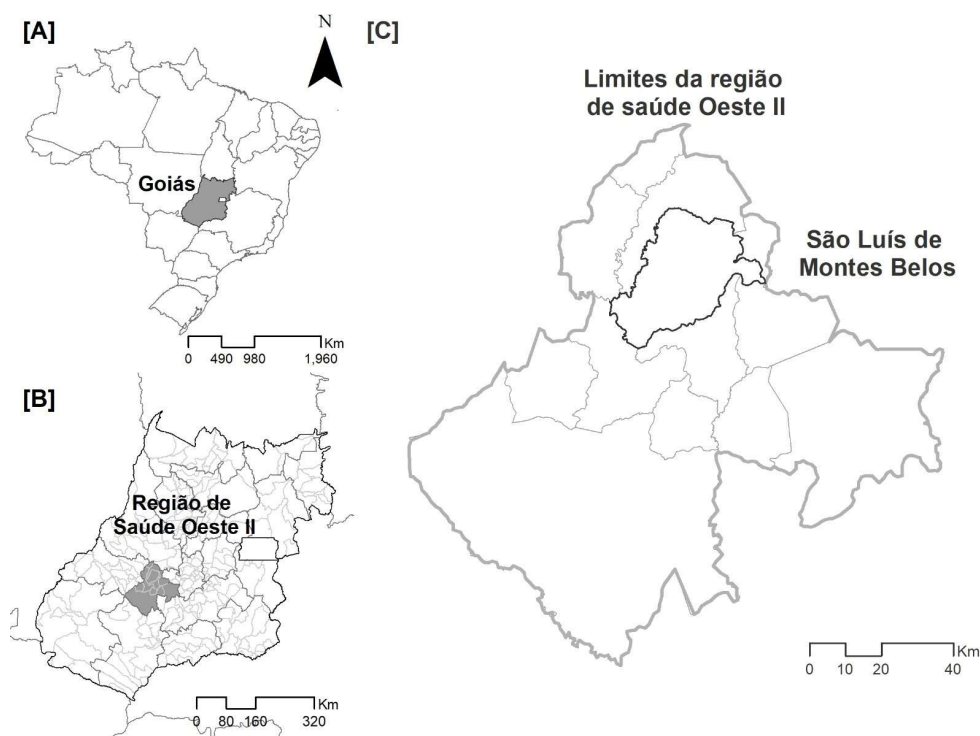 [A]
N
Goiás
Km
0 490 980 1,960
[B]
Região de
Saúde Oeste II
Km
0 80 160 320
[C]
Limites da região
de saúde Oeste II
São Luís de
Montes Belos
Km
0 10 20 40